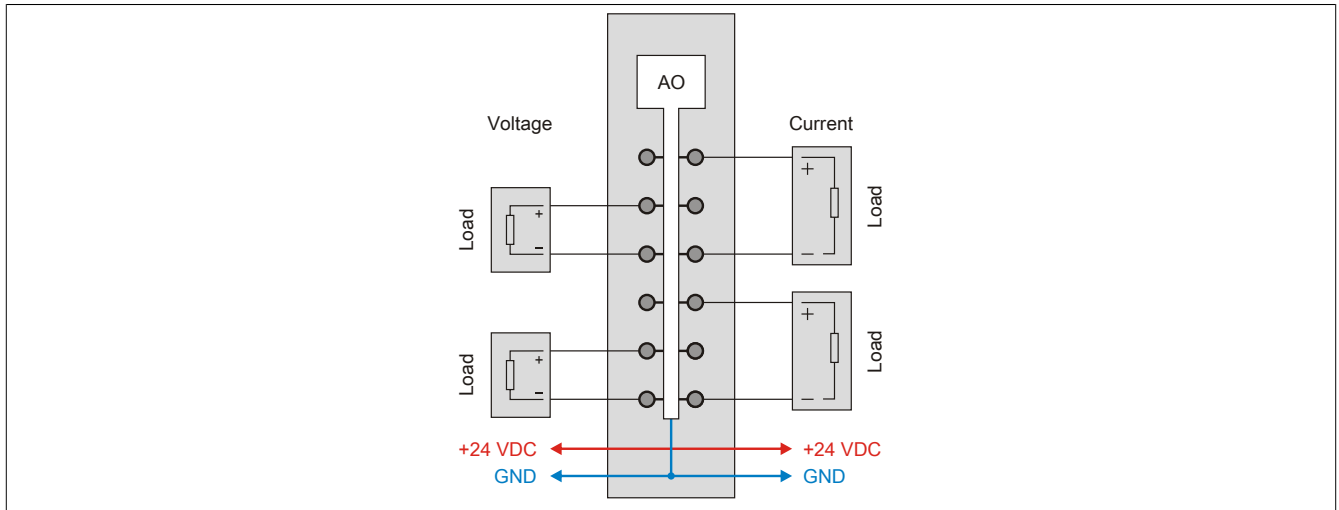 AO
Voltage
Current
Load
+
−
+
−
Load
Load
+
−
+
−
Load
+24 VDC
+24 VDC
GND
GND